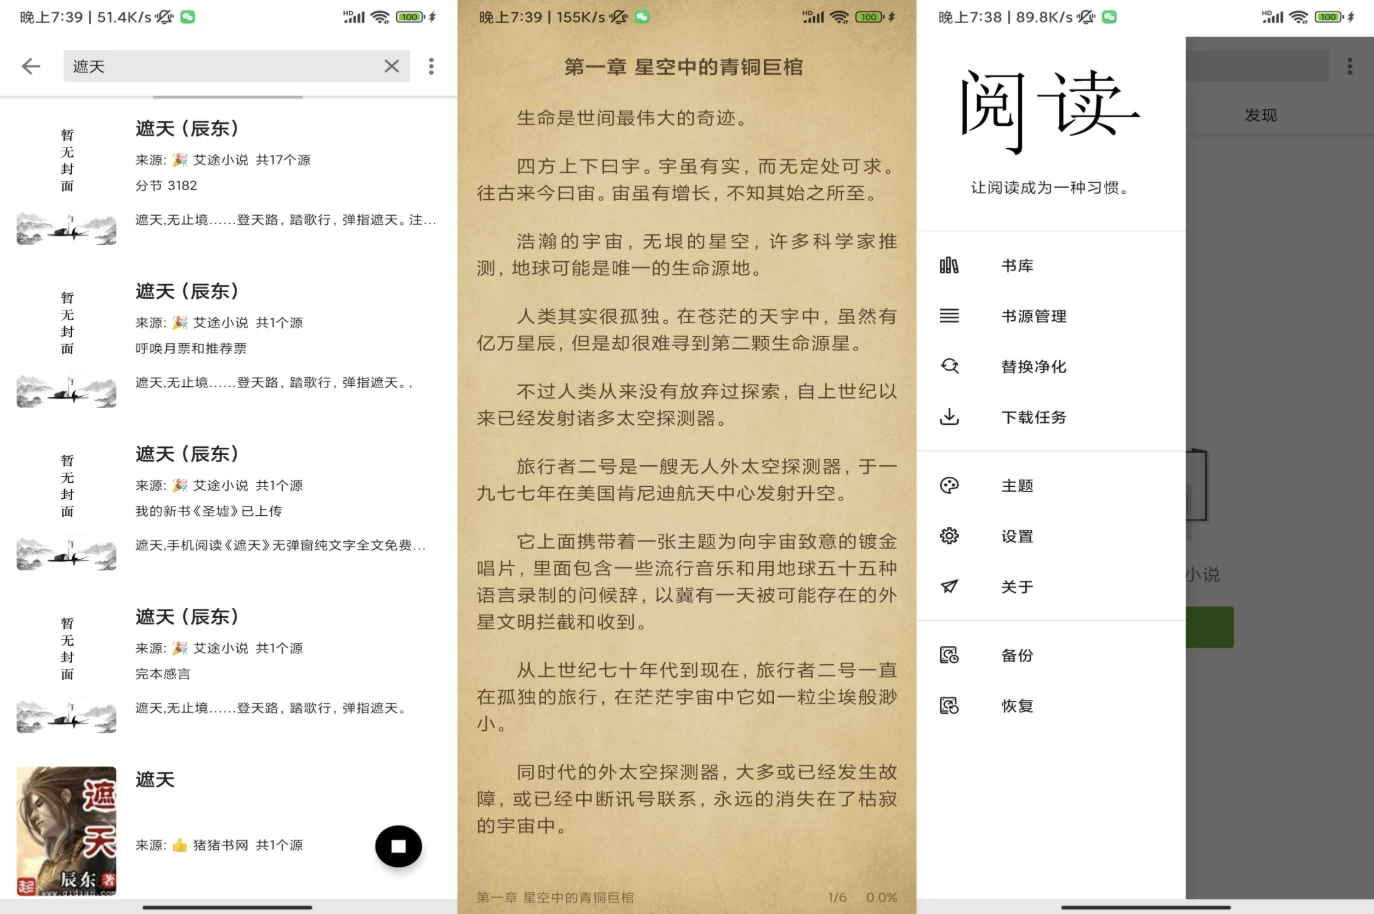 晚上7:39 | 51.4K/s
HD
100
遮天
暂无封面
遮天（辰东）
来源: 🎉 艾途小说 共17个源
分节 3182
遮天,无止境……登天路，踏歌行，弹指遮天。注…
暂无封面
遮天（辰东）
来源: 🎉 艾途小说 共1个源
呼唤月票和推荐票
遮天,无止境……登天路，踏歌行，弹指遮天。,
暂无封面
遮天（辰东）
来源: 🎉 艾途小说 共1个源
我的新书《圣墟》已上传
遮天,手机阅读《遮天》无弹窗纯文字全文免费…
暂无封面
遮天（辰东）
来源: 🎉 艾途小说 共1个源
完本感言
遮天,无止境……登天路，踏歌行，弹指遮天。
遮天
辰东 著
起
www.qidian.com
遮天
来源: 👍 猪猪书网 共1个源
晚上7:39 | 155K/s
HD
100
第一章 星空中的青铜巨棺
生命是世间最伟大的奇迹。
四方上下曰宇。宇虽有实，而无定处可求。
往古来今曰宙。宙虽有增长，不知其始之所至。
浩瀚的宇宙，无垠的星空，许多科学家推
测，地球可能是唯一的生命源地。
人类其实很孤独。在苍茫的天宇中，虽然有
亿万星辰，但是却很难寻到第二颗生命源星。
不过人类从来没有放弃过探索，自上世纪以
来已经发射诸多太空探测器。
旅行者二号是一艘无人外太空探测器，于一
九七七年在美国肯尼迪航天中心发射升空。
它上面携带着一张主题为向宇宙致意的镀金
唱片，里面包含一些流行音乐和用地球五十五种
语言录制的问候辞，以冀有一天被可能存在的外
星文明拦截和收到。
从上世纪七十年代到现在，旅行者二号一直
在孤独的旅行，在茫茫宇宙中它如一粒尘埃般渺
小。
同时代的外太空探测器，大多或已经发生故
障，或已经中断讯号联系，永远的消失在了枯寂
的宇宙中。
第一章 星空中的青铜巨棺 1/6 0.0%
晚上7:38 | 89.8K/s
HD
100
阅读
让阅读成为一种习惯。
书库
书源管理
替换净化
下载任务
主题
设置
关于
备份
恢复
发现
小说